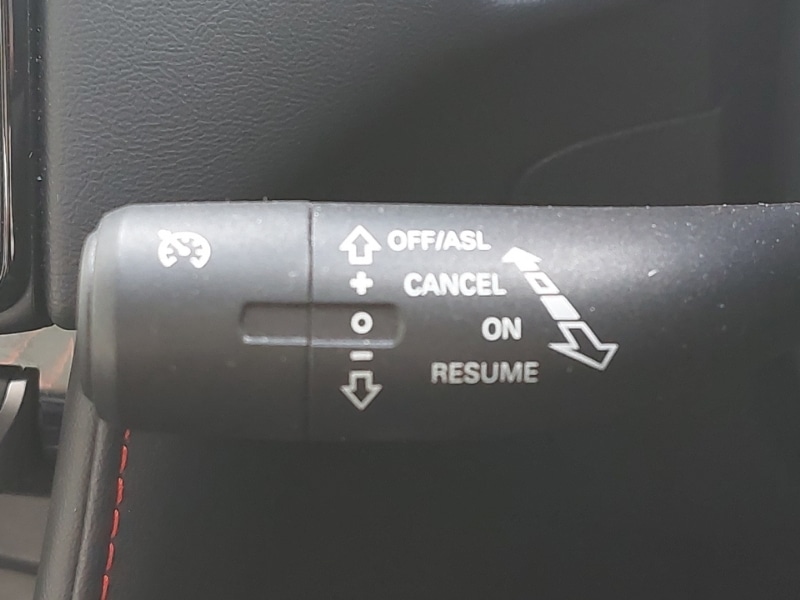 OFF/ASL
+ CANCEL
O ON
− RESUME